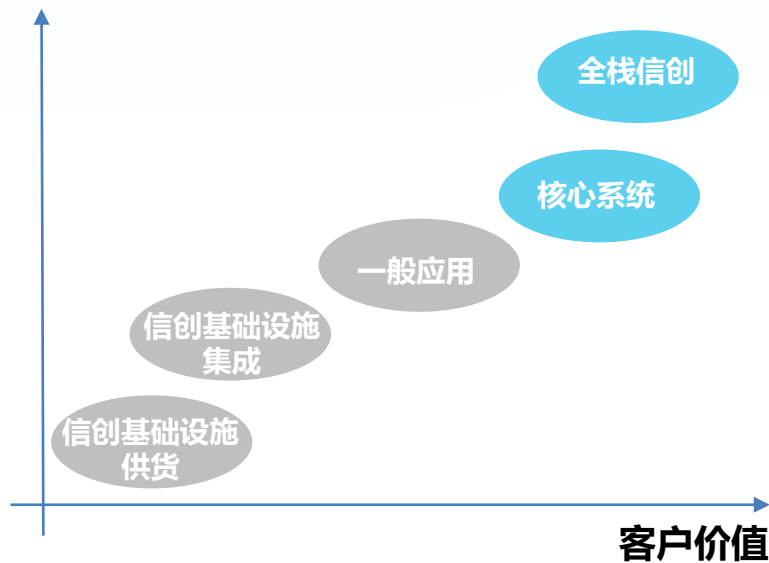 全栈信创
核心系统
一般应用
信创基础设施
集成
信创基础设施
供货
客户价值